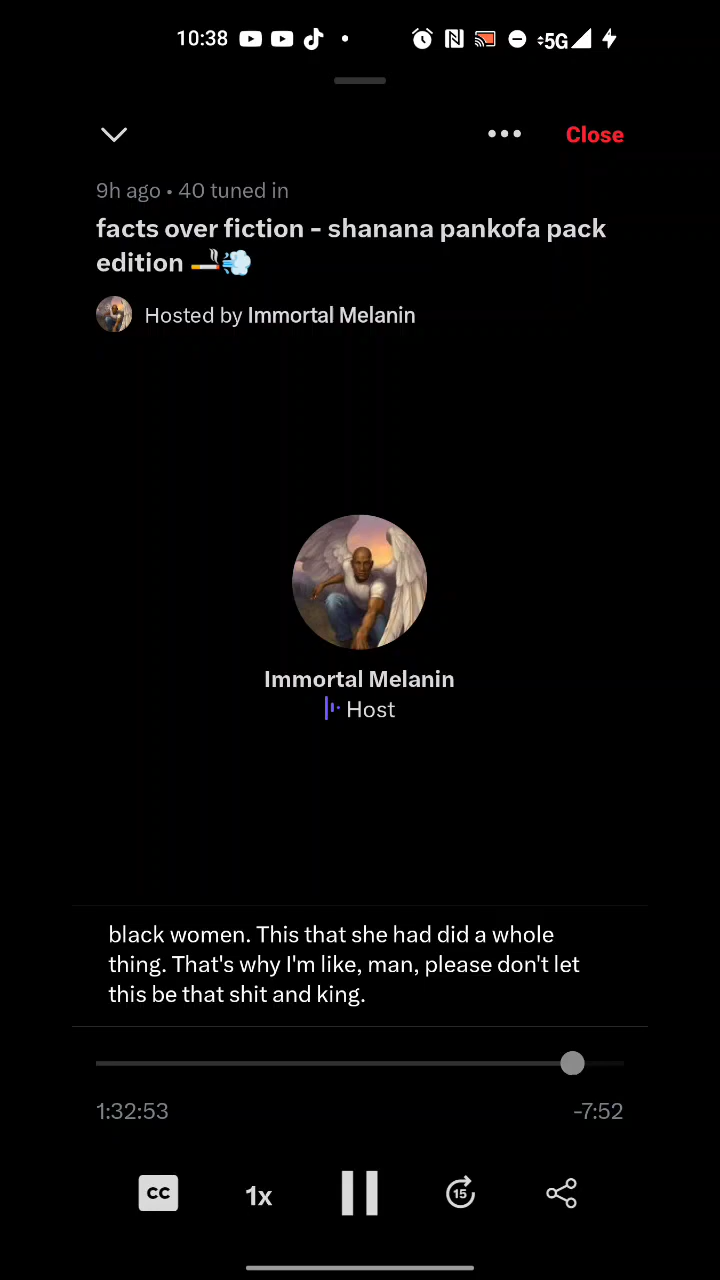 10:38 5G
Close
9h ago • 40 tuned in
facts over fiction - shanana pankofa pack
edition 🚬💨
Hosted by Immortal Melanin
Immortal Melanin
Host
black women. This that she had did a whole
thing. That's why I'm like, man, please don't let
this be that shit and king.
1:32:53 -7:52
CC 1x 15